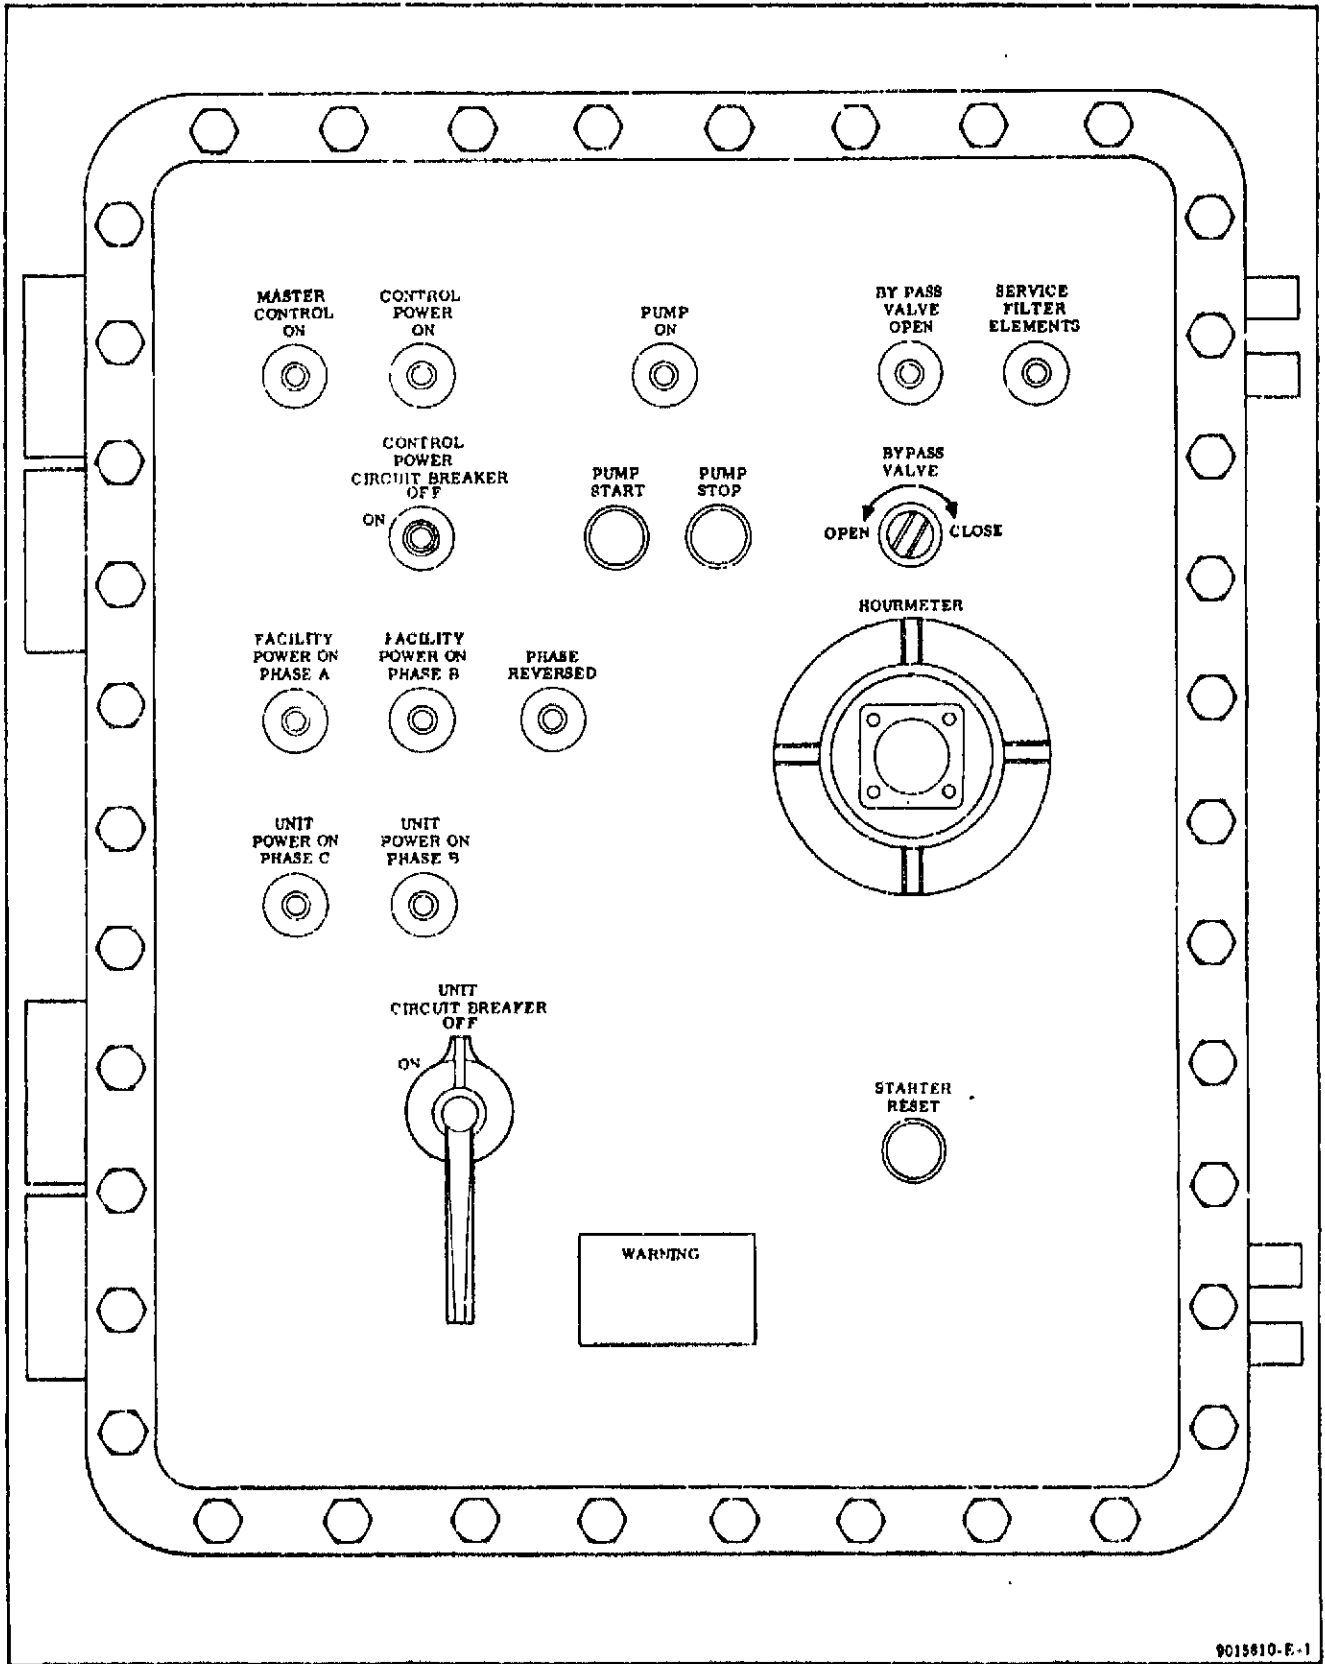 MASTER
CONTROL
ON
CONTROL
POWER
ON
PUMP
ON
BY PASS
VALVE
OPEN
SERVICE
FILTER
ELEMENTS
CONTROL
POWER
CIRCUIT BREAKER
OFF
ON
PUMP
START
PUMP
STOP
BYPASS
VALVE
OPEN
CLOSE
HOURMETER
FACILITY
POWER ON
PHASE A
FACILITY
POWER ON
PHASE B
PHASE
REVERSED
UNIT
POWER ON
PHASE C
UNIT
POWER ON
PHASE B
UNIT
CIRCUIT BREAKER
OFF
ON
STARTER
RESET
WARNING
9015610-E-1